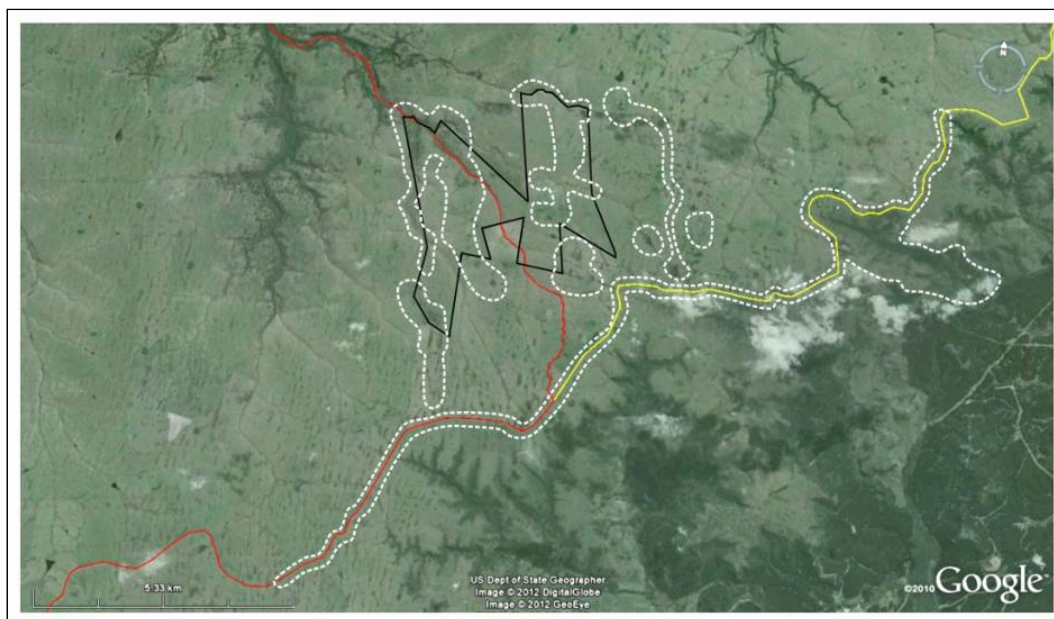 N
5.33 km
US Dept of State Geographer
Image © 2012 DigitalGlobe
Image © 2012 GeoEye
©2010 Google